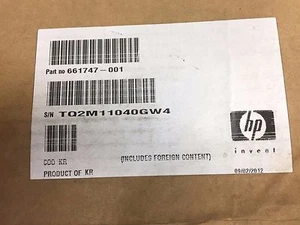 Part no 661747-001
S/N TQ2M11040GW4
hp
invent
COO KR
(INCLUDES FOREIGN CONTENT)
PRODUCT OF KR
09/02/2012